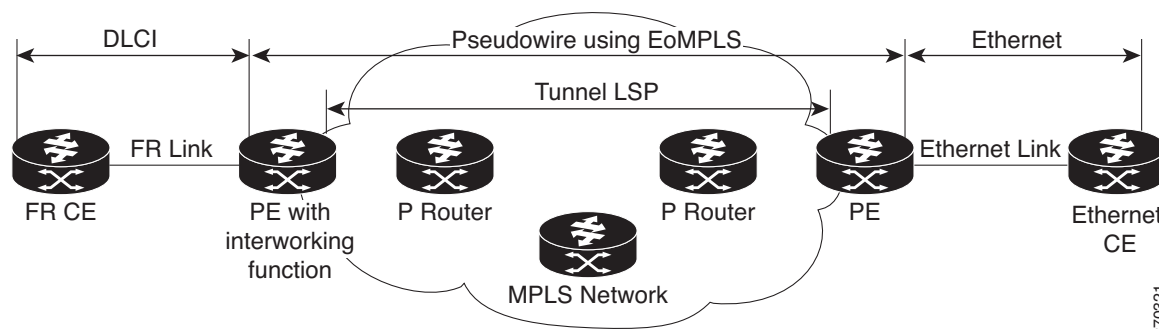 DLCI
Pseudowire using EoMPLS
Ethernet
Tunnel LSP
FR Link
Ethernet Link
FR CE
PE with
interworking
function
P Router
P Router
PE
Ethernet
CE
MPLS Network